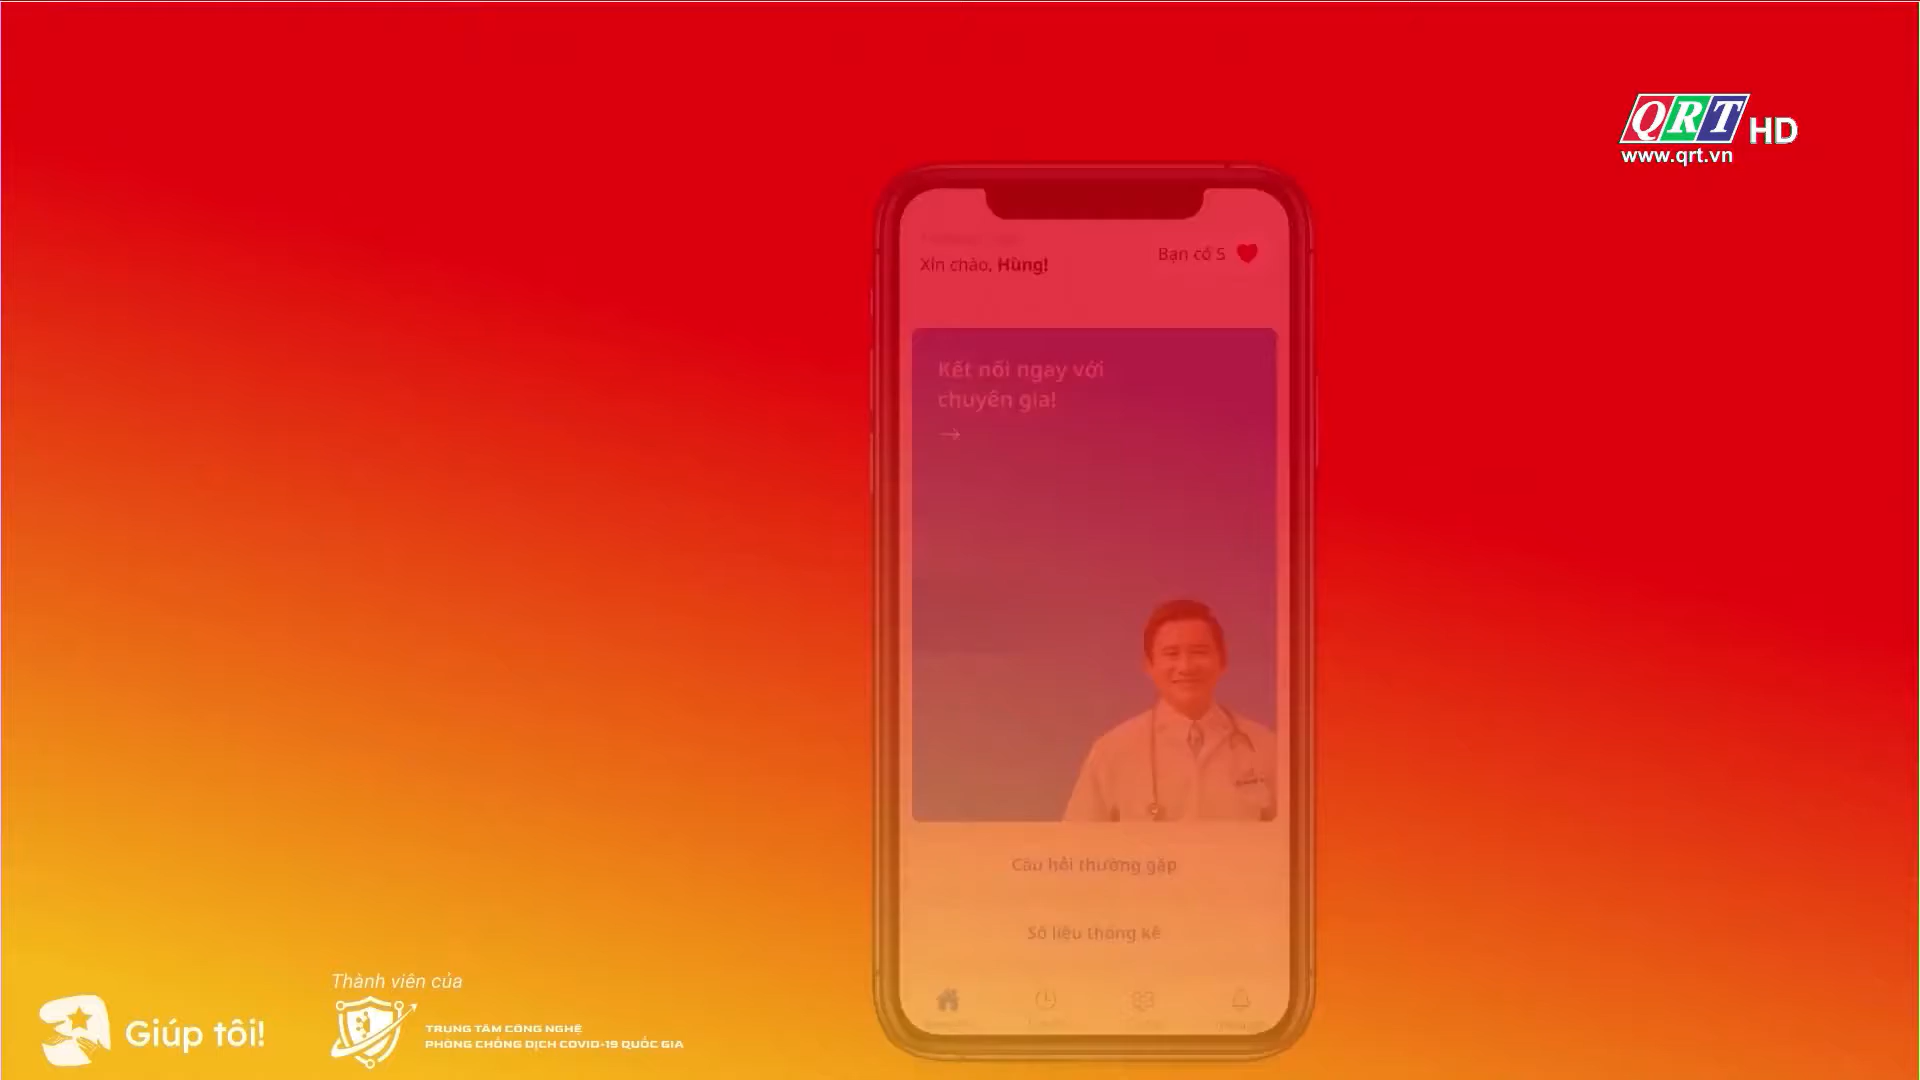 QRT HD
www.qrt.vn
Xin chào, Hùng!
Bạn có 5
Kết nối ngay với
chuyên gia!
Câu hỏi thường gặp
Số liệu thống kê
Giúp tôi!
Thành viên của
TRUNG TÂM CÔNG NGHỆ
PHÒNG CHỐNG DỊCH COVID-19 QUỐC GIA